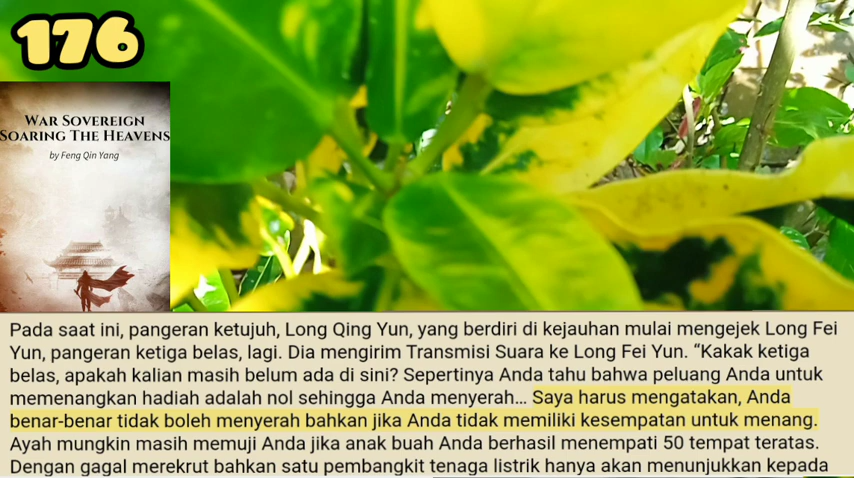 176
WAR SOVEREIGN
SOARING THE HEAVENS
by Feng Qin Yang
Pada saat ini, pangeran ketujuh, Long Qing Yun, yang berdiri di kejauhan mulai mengejek Long Fei
Yun, pangeran ketiga belas, lagi. Dia mengirim Transmisi Suara ke Long Fei Yun. “Kakak ketiga
belas, apakah kalian masih belum ada di sini? Sepertinya Anda tahu bahwa peluang Anda untuk
memenangkan hadiah adalah nol sehingga Anda menyerah… Saya harus mengatakan, Anda
benar-benar tidak boleh menyerah bahkan jika Anda tidak memiliki kesempatan untuk menang.
Ayah mungkin masih memuji Anda jika anak buah Anda berhasil menempati 50 tempat teratas.
Dengan gagal merekrut bahkan satu pembangkit tenaga listrik hanya akan menunjukkan kepada